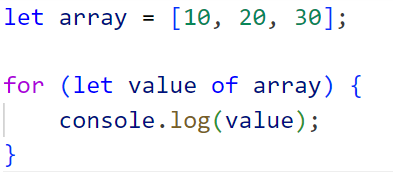 let array = [10, 20, 30];
for (let value of array) {
    console.log(value);
}